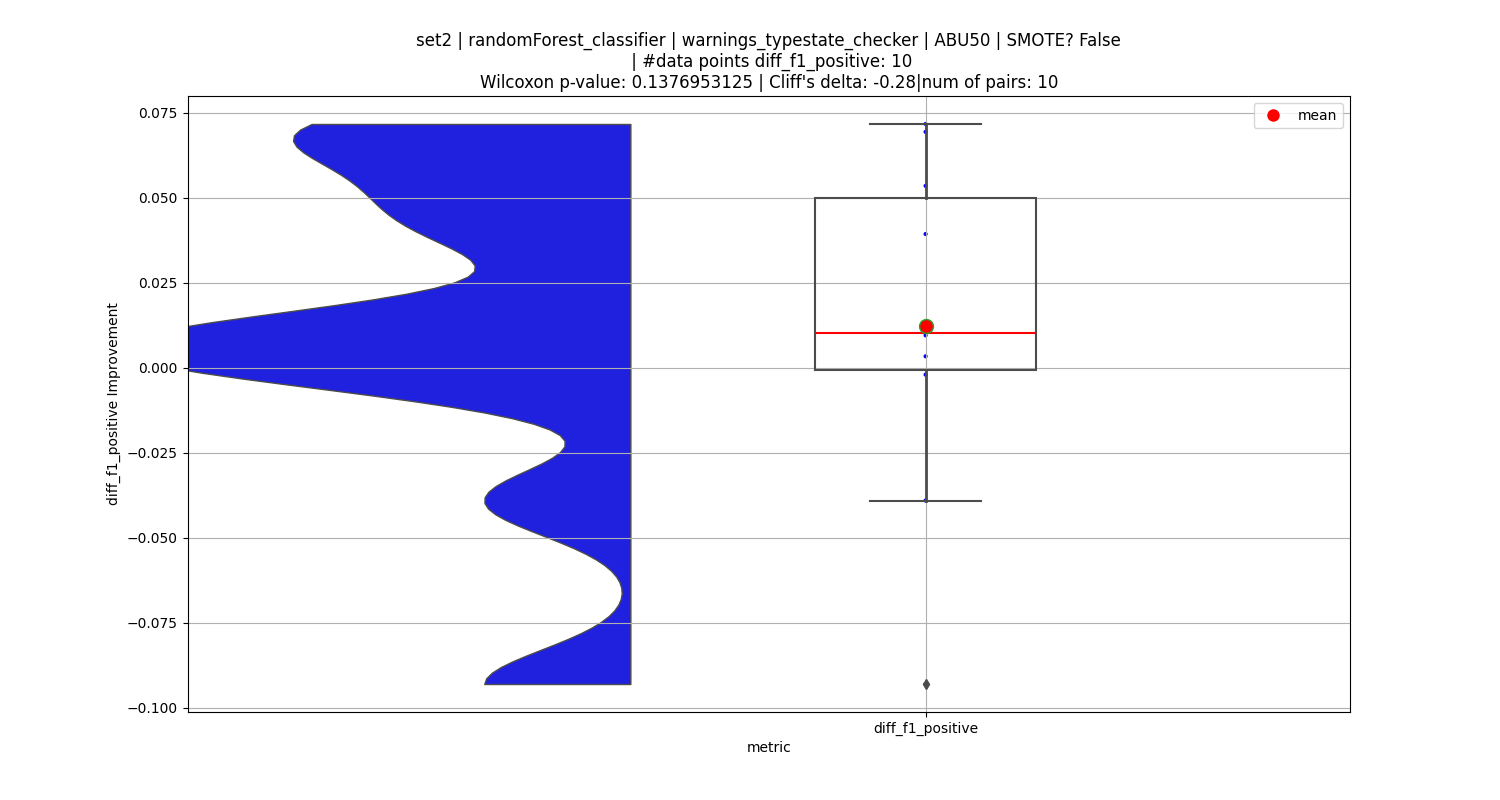 set2 | randomForest_classifier | warnings_typestate_checker | ABU50 | SMOTE? False
| #data points diff_f1_positive: 10
Wilcoxon p-value: 0.1376953125 | Cliff's delta: -0.28|num of pairs: 10
mean
0.075
0.050
0.025
0.000
−0.025
−0.050
−0.075
−0.100
diff_f1_positive Improvement
diff_f1_positive
metric